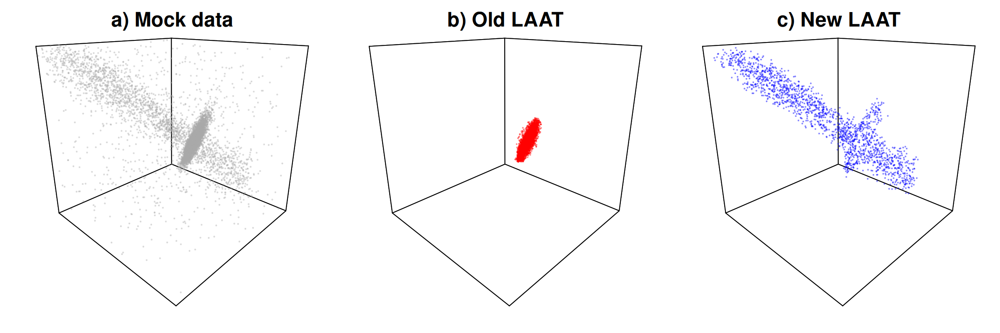 a) Mock data
b) Old LAAT
c) New LAAT